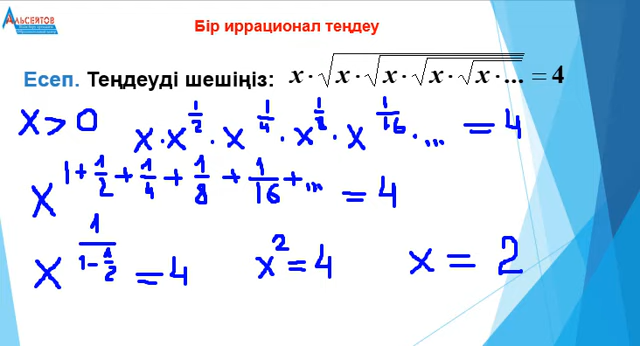 АЛЬСЕИТОВ
Бір иррационал теңдеу
Есеп. Теңдеуді шешіңіз: x·√(x·√(x·√(x·√(x·...)))) = 4
x > 0 x·x^(1/2)·x^(1/4)·x^(1/8)·x^(1/16)·... = 4
x^(1+1/2+1/4+1/8+1/16+...) = 4
x^(1/(1-1/2)) = 4 x² = 4 x = 2